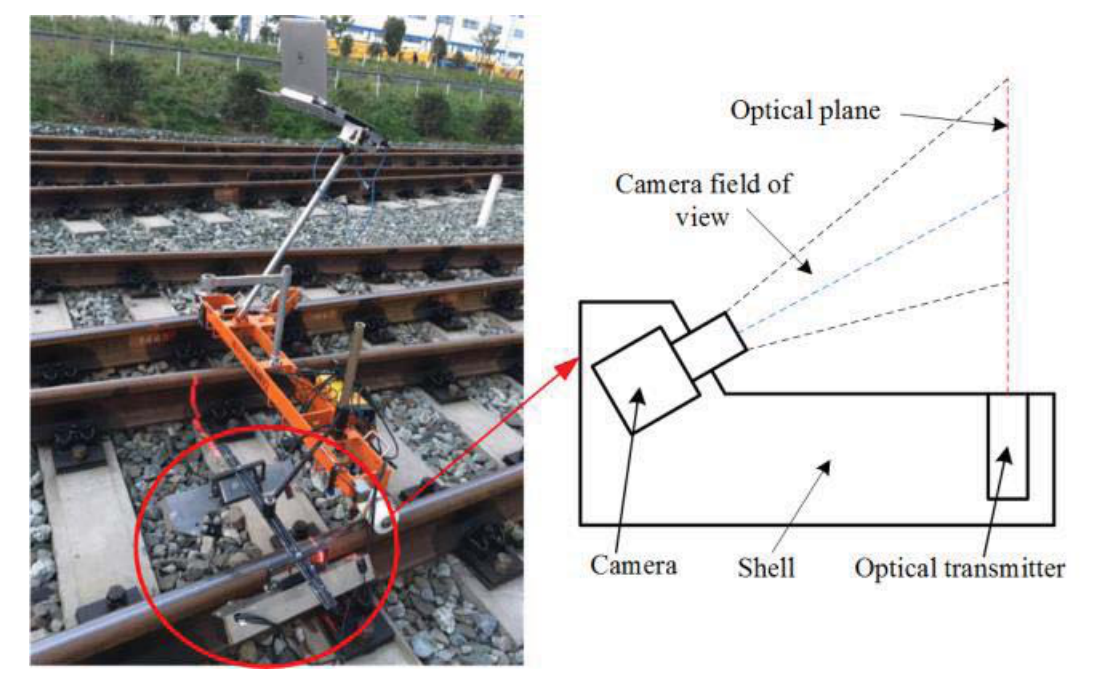 Optical plane
Camera field of
view
Camera
Shell
Optical transmitter